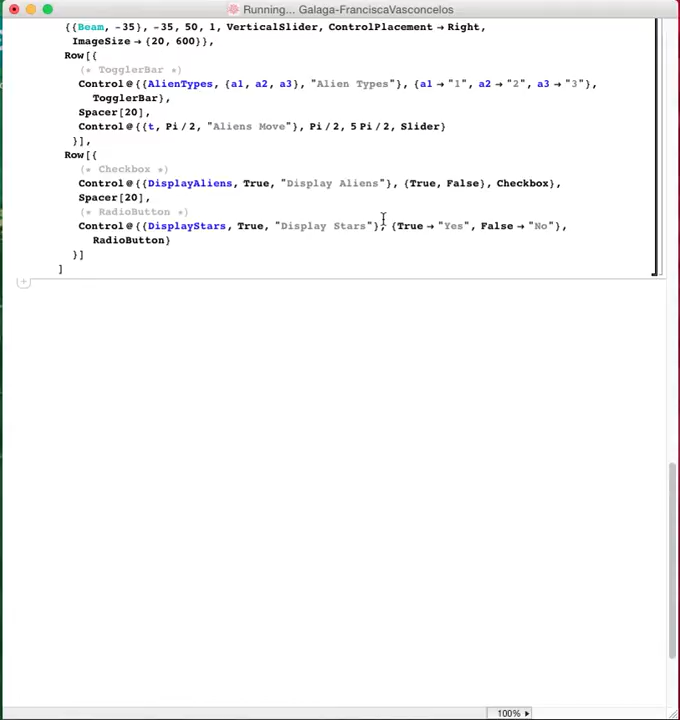 Running... Galaga-FranciscaVasconcelos
{{Beam, -35}, -35, 50, 1, VerticalSlider, ControlPlacement → Right,
ImageSize → {20, 600}},
Row[{
(* TogglerBar *)
Control@{{AlienTypes, {a1, a2, a3}, "Alien Types"}, {a1 → "1", a2 → "2", a3 → "3"},
TogglerBar},
Spacer[20],
Control@{{t, Pi/2, "Aliens Move"}, Pi/2, 5 Pi/2, Slider}
}],
Row[{
(* Checkbox *)
Control@{{DisplayAliens, True, "Display Aliens"}, {True, False}, Checkbox},
Spacer[20],
(* RadioButton *)
Control@{{DisplayStars, True, "Display Stars"}, {True → "Yes", False → "No"},
RadioButton}
}]
]
100%